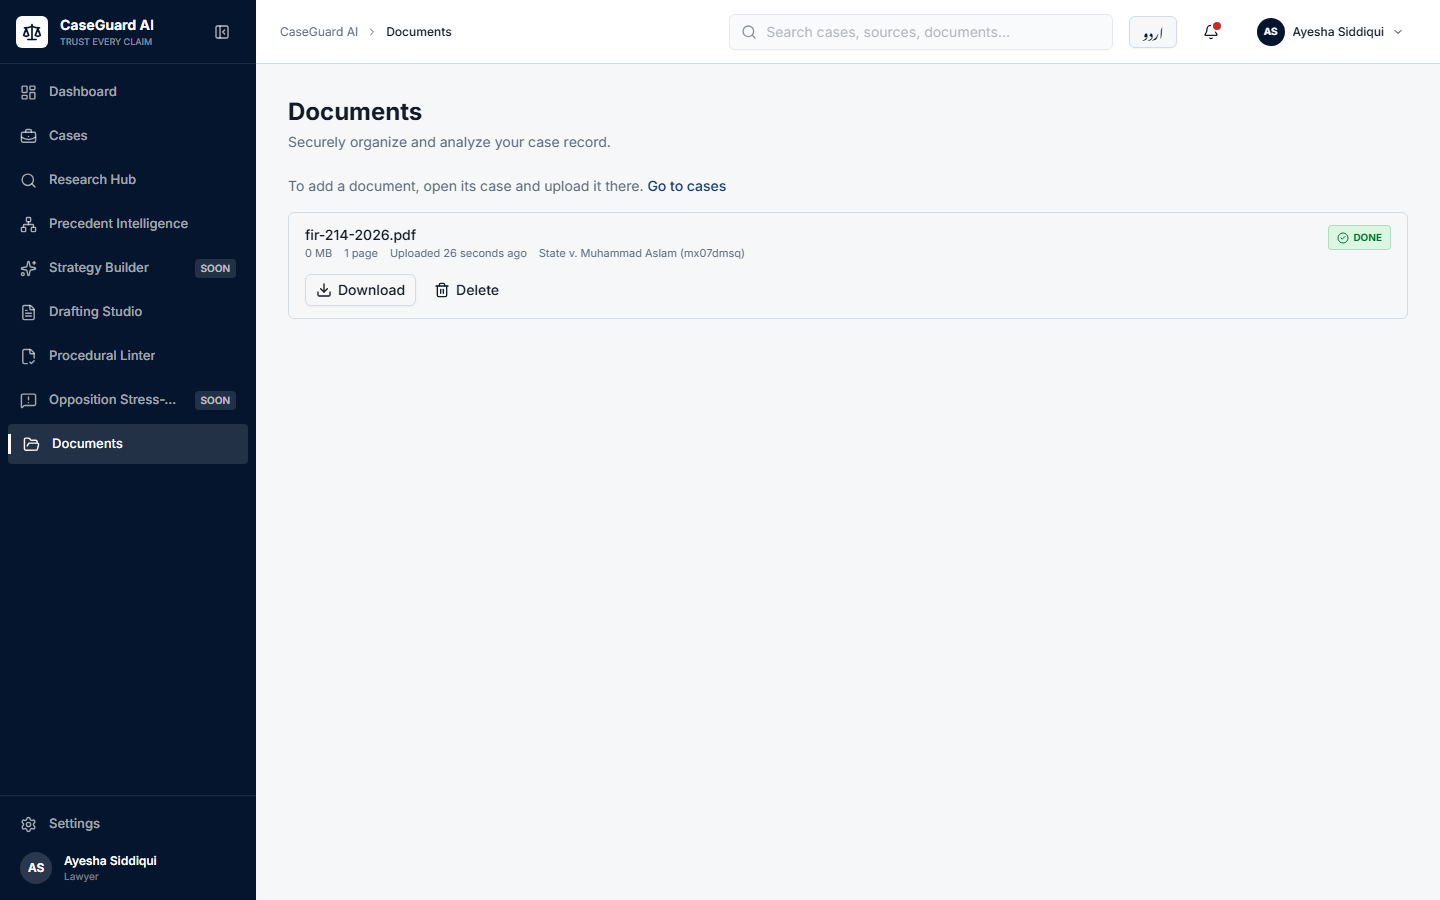 CaseGuard AI
TRUST EVERY CLAIM
Dashboard
Cases
Research Hub
Precedent Intelligence
Strategy Builder SOON
Drafting Studio
Procedural Linter
Opposition Stress-... SOON
Documents
Settings
AS Ayesha Siddiqui
Lawyer
CaseGuard AI > Documents
Search cases, sources, documents...
اردو
AS Ayesha Siddiqui
Documents
Securely organize and analyze your case record.
To add a document, open its case and upload it there. Go to cases
fir-214-2026.pdf
DONE
0 MB 1 page Uploaded 26 seconds ago State v. Muhammad Aslam (mx07dmsq)
Download Delete